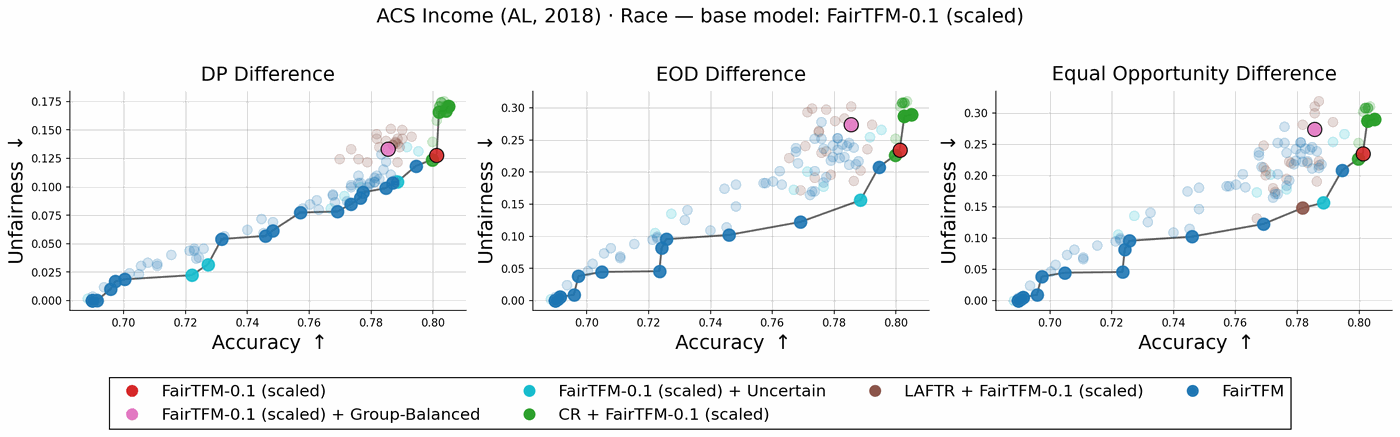 ACS Income (AL, 2018) · Race — base model: FairTFM-0.1 (scaled)
DP Difference
Unfairness ↓
0.175
0.150
0.125
0.100
0.075
0.050
0.025
0.000
0.70 0.72 0.74 0.76 0.78 0.80
Accuracy ↑
EOD Difference
Unfairness ↓
0.30
0.25
0.20
0.15
0.10
0.05
0.00
0.70 0.72 0.74 0.76 0.78 0.80
Accuracy ↑
Equal Opportunity Difference
Unfairness ↓
0.30
0.25
0.20
0.15
0.10
0.05
0.00
0.70 0.72 0.74 0.76 0.78 0.80
Accuracy ↑
FairTFM-0.1 (scaled)
FairTFM-0.1 (scaled) + Group-Balanced
FairTFM-0.1 (scaled) + Uncertain
CR + FairTFM-0.1 (scaled)
LAFTR + FairTFM-0.1 (scaled)
FairTFM